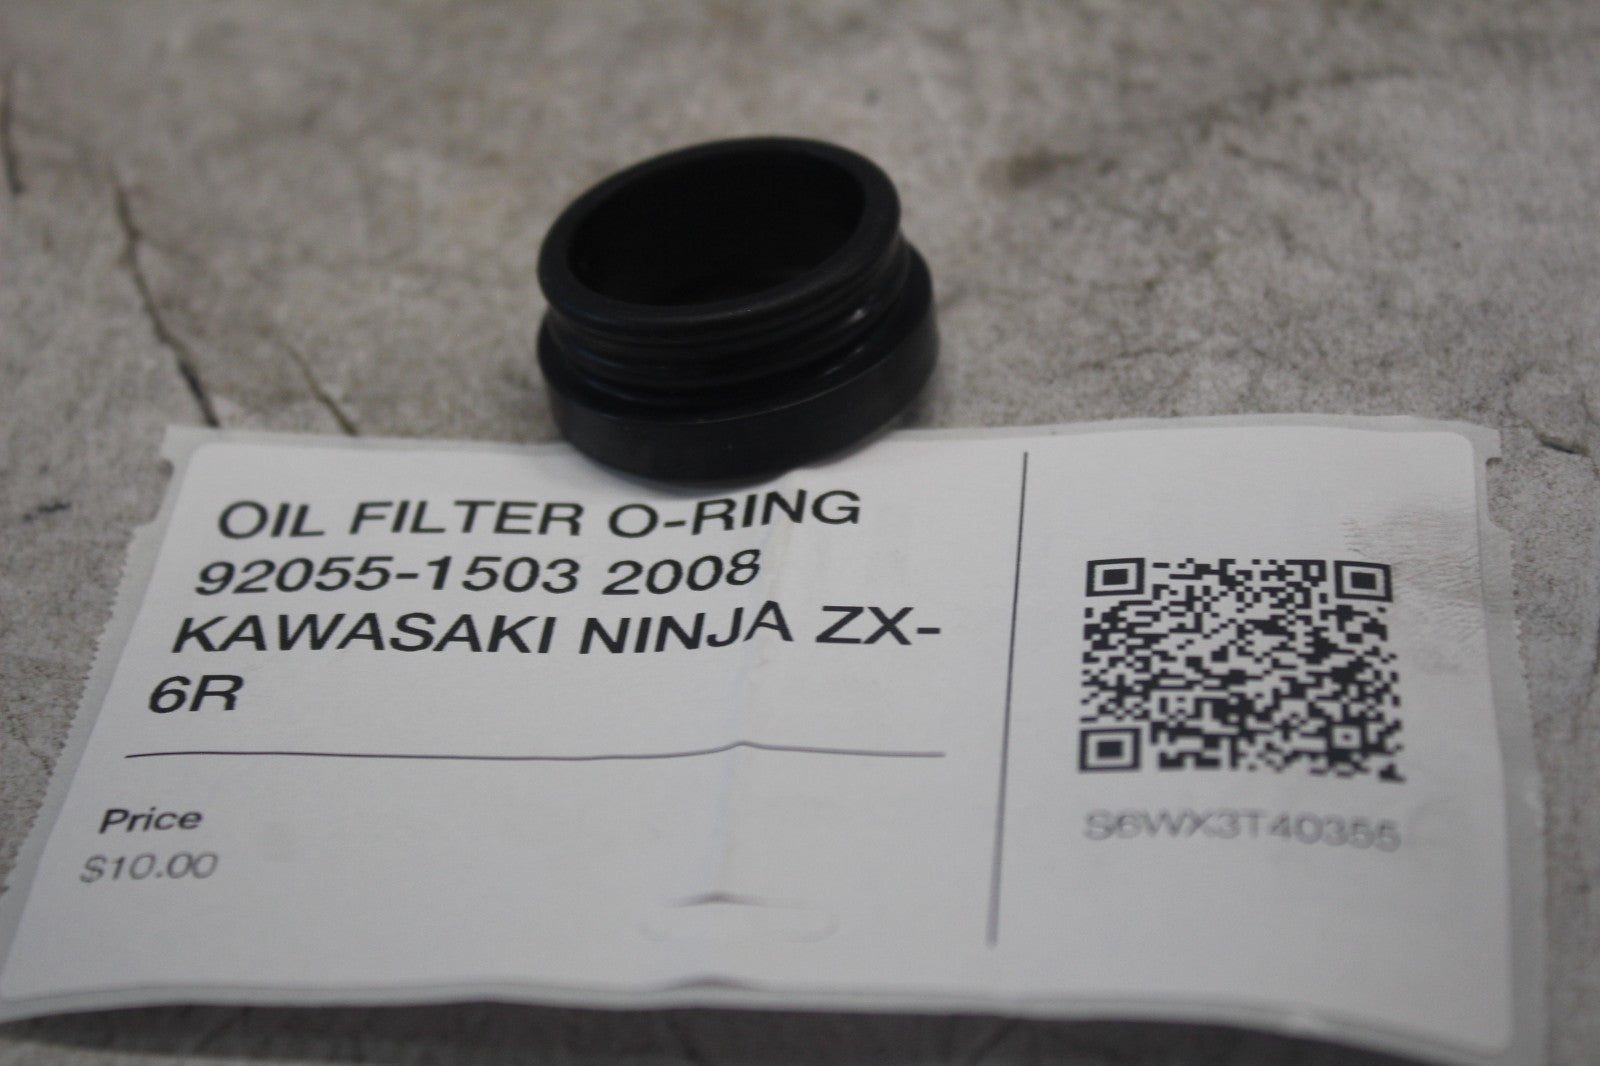 OIL FILTER O-RING
92055-1503 2008
KAWASAKI NINJA ZX-
6R
Price
$10.00
S6WX3T40355